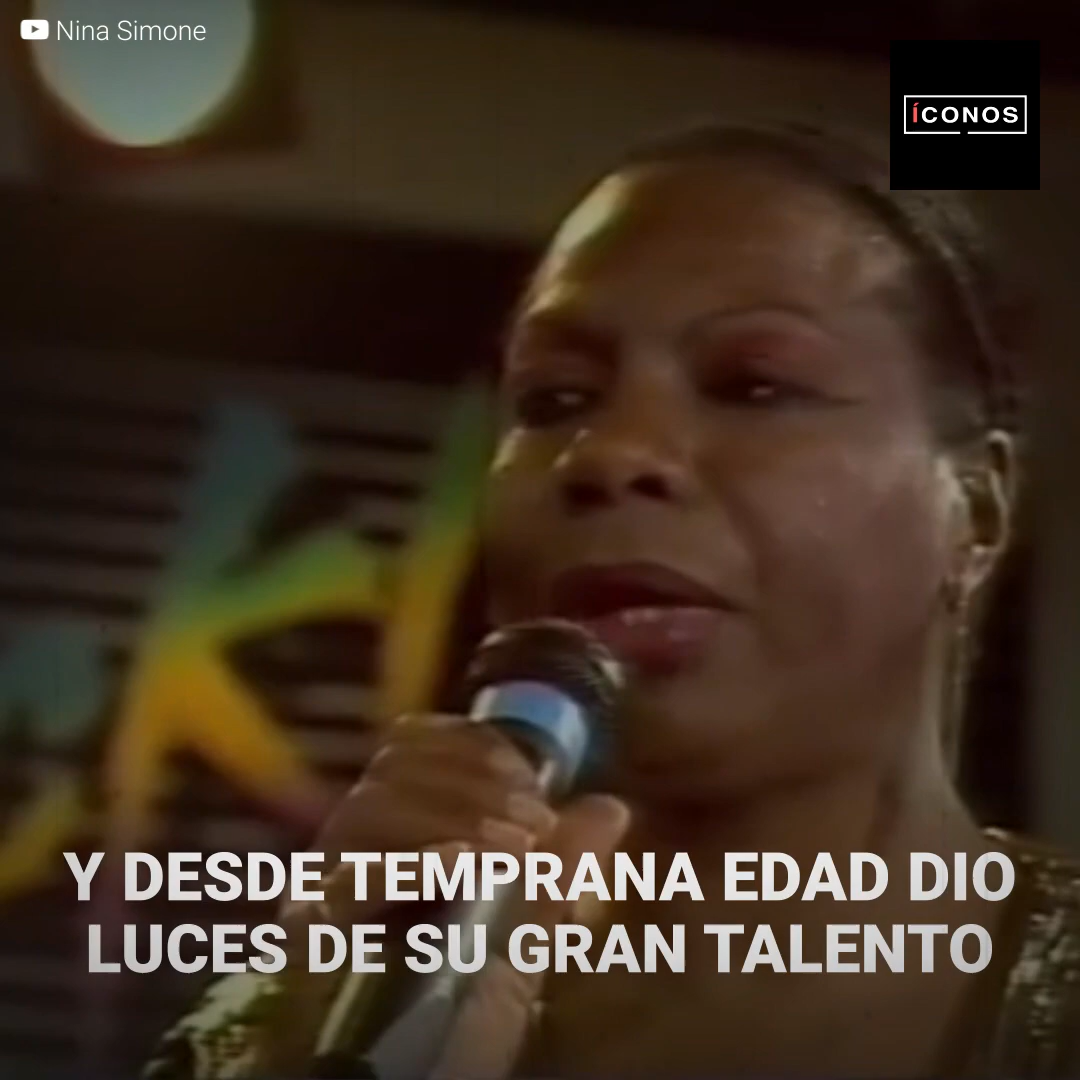 Nina Simone
ÍCONOS
Y DESDE TEMPRANA EDAD DIO
LUCES DE SU GRAN TALENTO